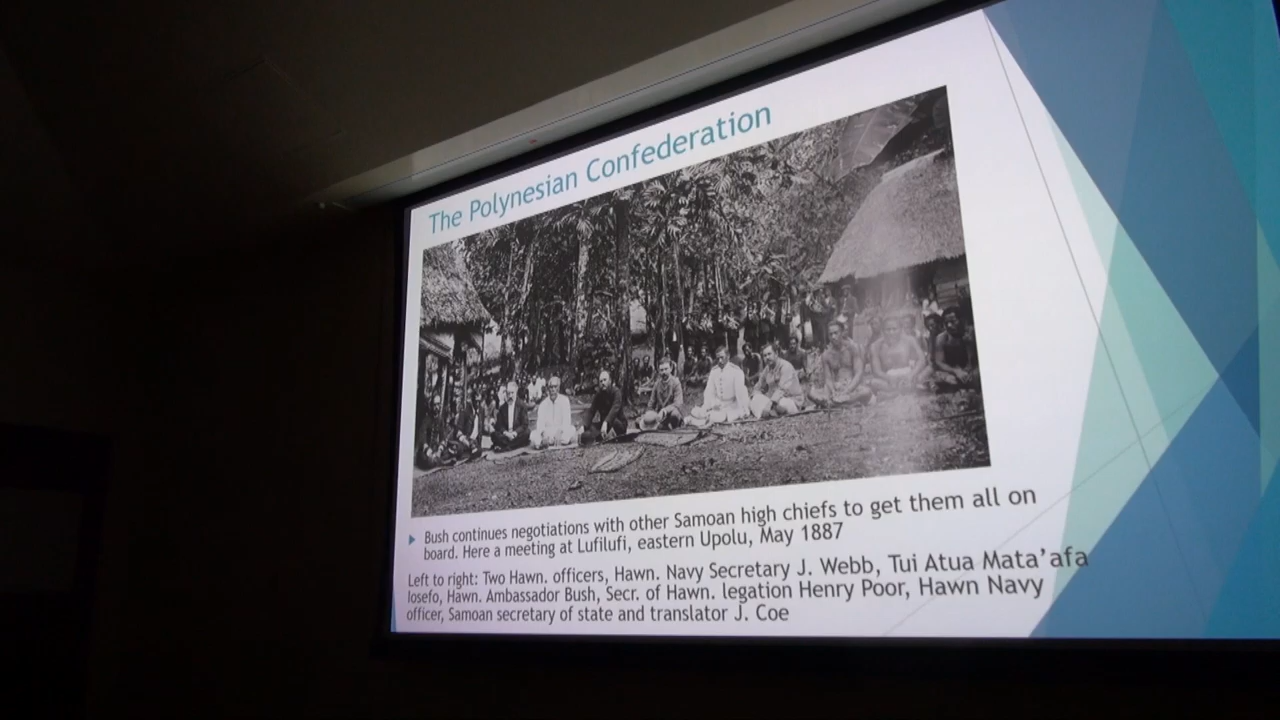 The Polynesian Confederation
Bush continues negotiations with other Samoan high chiefs to get them all on
board. Here a meeting at Lufilufi, eastern Upolu, May 1887
Left to right: Two Hawn. officers, Hawn. Navy Secretary J. Webb, Tui Atua Mata’afa
Iosefo, Hawn. Ambassador Bush, Secr. of Hawn. legation Henry Poor, Hawn Navy
officer, Samoan secretary of state and translator J. Coe